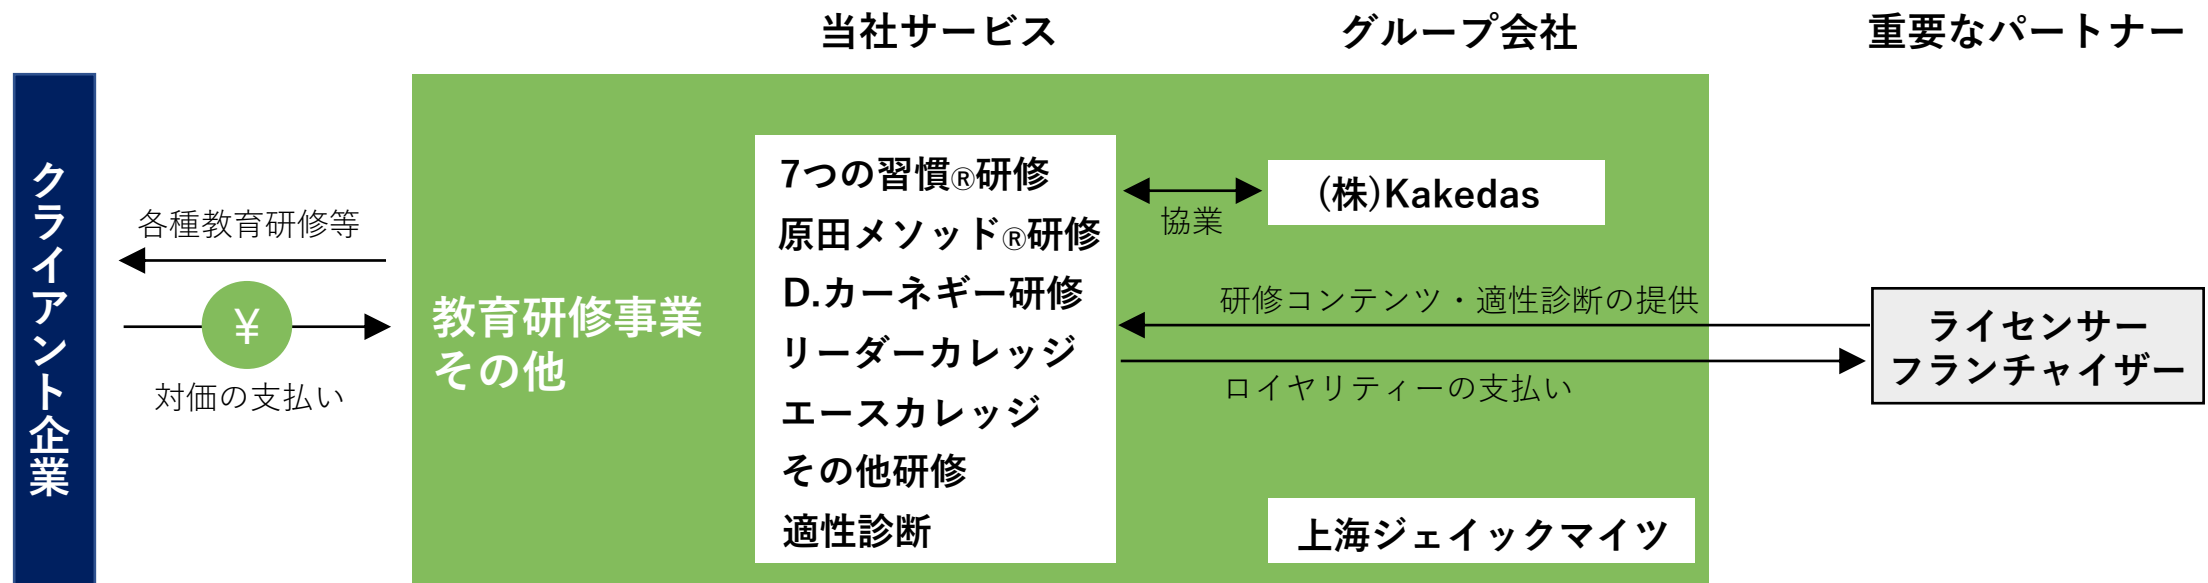 当社サービス
グループ会社
重要なパートナー
クライアント企業
各種教育研修等
¥
対価の支払い
教育研修事業
その他
7つの習慣®研修
原田メソッド®研修
D.カーネギー研修
リーダーカレッジ
エースカレッジ
その他研修
適性診断
協業
(株)Kakedas
研修コンテンツ・適性診断の提供
ロイヤリティーの支払い
上海ジェイックマイツ
ライセンサー
フランチャイザー